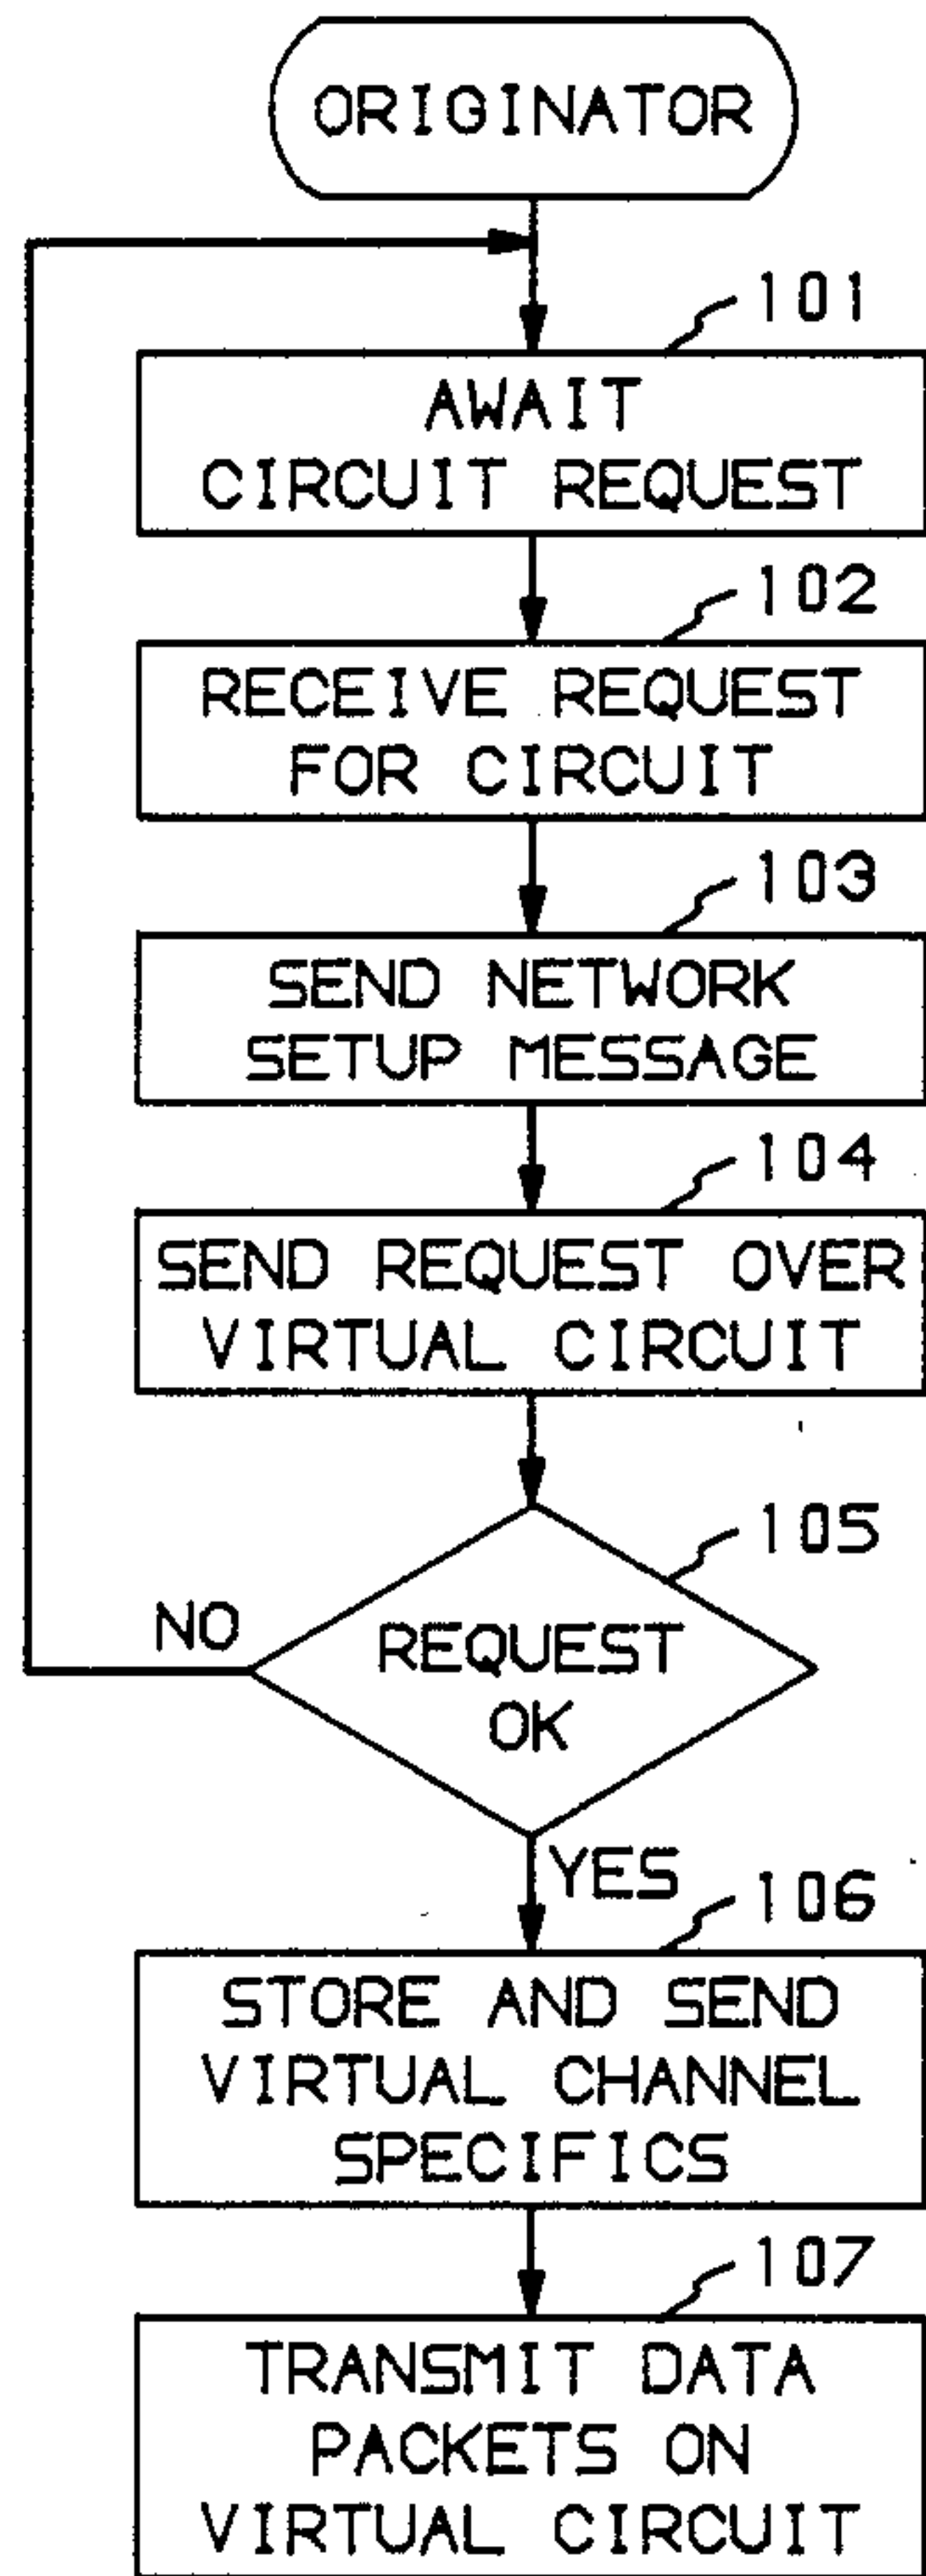 ORIGINATOR
101
AWAIT
CIRCUIT REQUEST
102
RECEIVE REQUEST
FOR CIRCUIT
103
SEND NETWORK
SETUP MESSAGE
104
SEND REQUEST OVER
VIRTUAL CIRCUIT
105
NO
REQUEST
OK
YES
106
STORE AND SEND
VIRTUAL CHANNEL
SPECIFICS
107
TRANSMIT DATA
PACKETS ON
VIRTUAL CIRCUIT